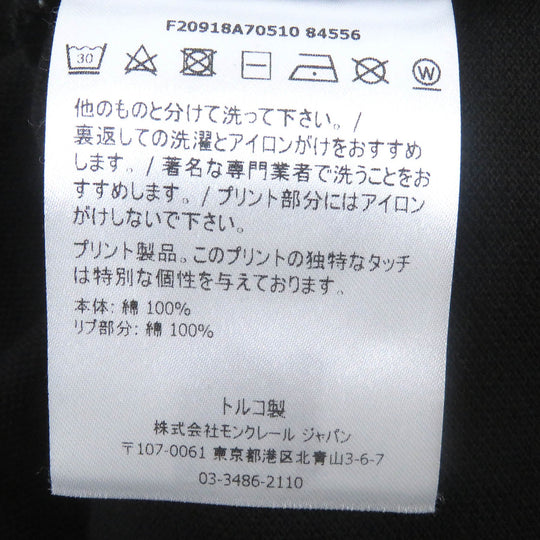 F20918A70510 84556
30
W
他のものと分けて洗って下さい。/
裏返しての洗濯とアイロンがけをおすすめ
します。/ 著名な専門業者で洗うことをお
すすめします。/ プリント部分にはアイロン
がけしないで下さい。
プリント製品。このプリントの独特なタッチ
は特別な個性を与えております。
本体: 綿 100%
リブ部分: 綿 100%
トルコ製
株式会社モンクレール ジャパン
〒107-0061 東京都港区北青山3-6-7
03-3486-2110